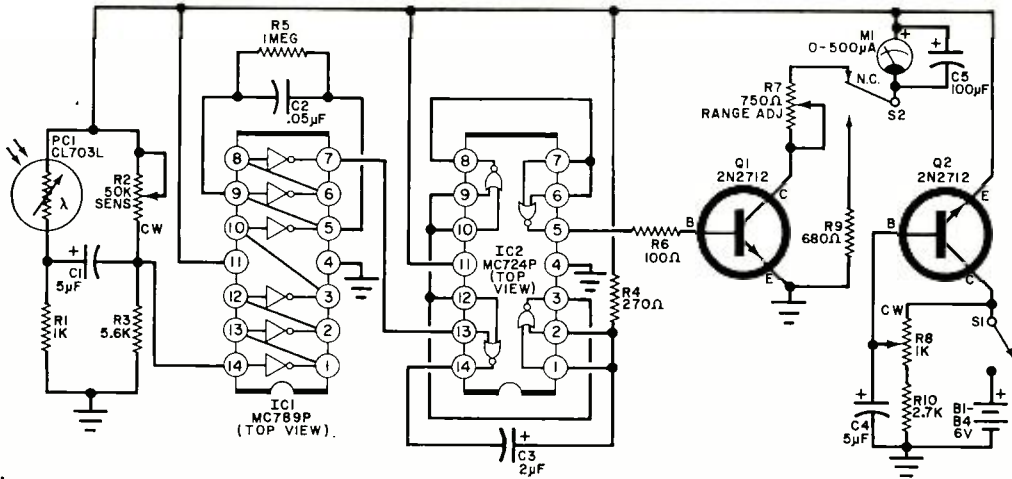 R5
1MEG
C2
.05µF
PC1
CL703L
λ
R2
50K
SENS
CW
C1
5µF
+
R1
1K
R3
5.6K
8
7
9
6
10
5
11
4
12
3
13
2
14
1
IC1
MC789P
(TOP VIEW).
8
7
9
6
10
5
11
IC2
MC724P
(TOP
VIEW)
4
12
3
13
2
14
1
R4
270Ω
+
C3
2µF
R6
100Ω
Q1
2N2712
B
C
E
R7
750Ω
RANGE ADJ
N.C.
S2
M1
0-500µA
+
+
C5
100µF
R9
680Ω
Q2
2N2712
B
E
C
CW
R8
1K
R10
2.7K
S1
+
C4
5µF
+
B1-
B4
6V